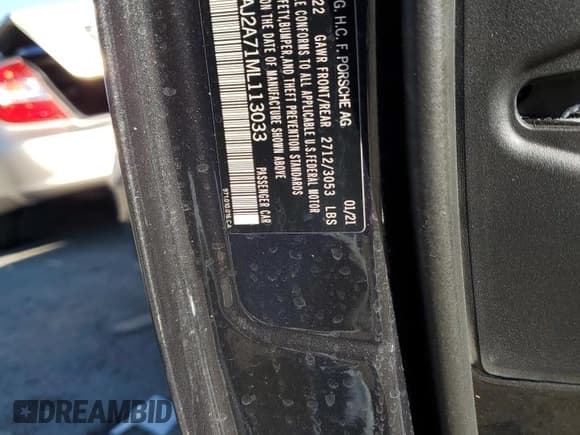 G. H.C. F. PORSCHE AG 01/21
22 GAWR FRONT/REAR 2712/3053 LBS
LE CONFORMS TO ALL APPLICABLE U.S. FEDERAL MOTOR
FETY, BUMPER, AND THEFT PREVENTION STANDARDS
ON THE DATE OF MANUFACTURE SHOWN ABOVE
AJ2A71ML113033 PASSENGER CAR
DREAMBID